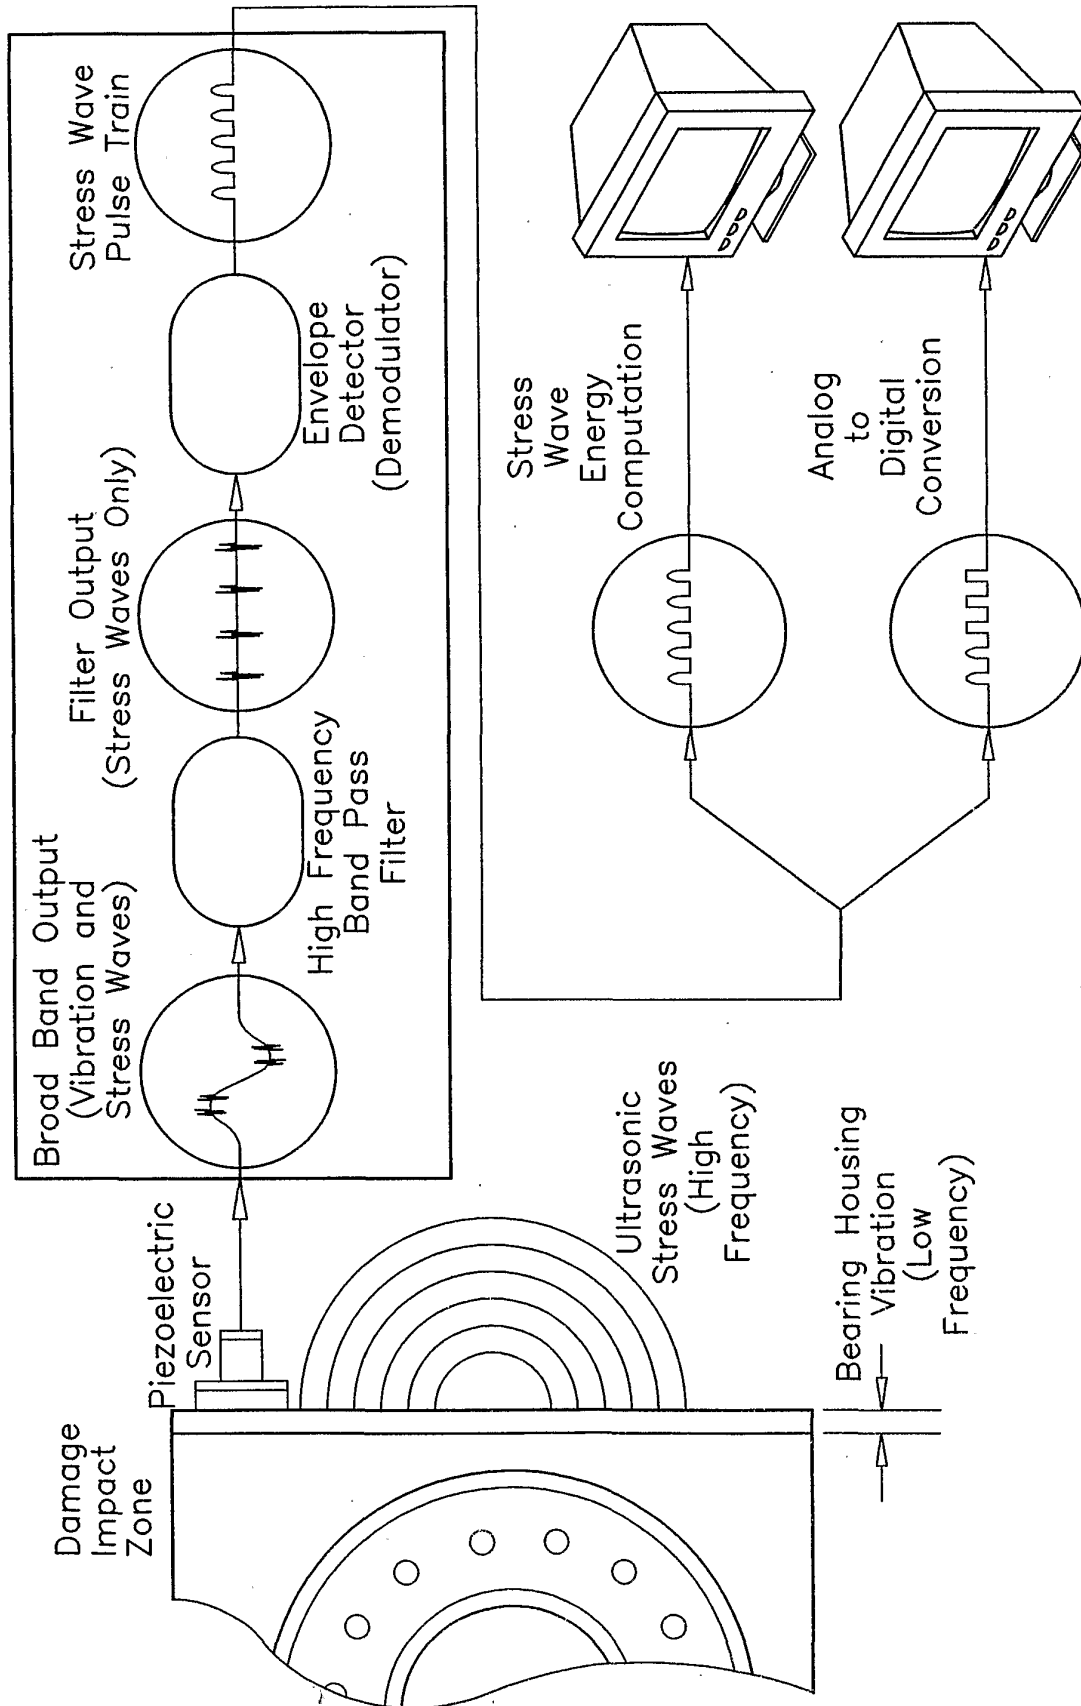 Damage
Impact
Zone
Piezoelectric
Sensor
Broad Band Output
(Vibration and
Stress Waves)
High Frequency
Band Pass
Filter
Filter Output
(Stress Waves Only)
Envelope
Detector
(Demodulator)
Stress Wave
Pulse Train
Ultrasonic
Stress Waves
(High
Frequency)
Bearing Housing
Vibration
(Low
Frequency)
Stress
Wave
Energy
Computation
Analog
to
Digital
Conversion